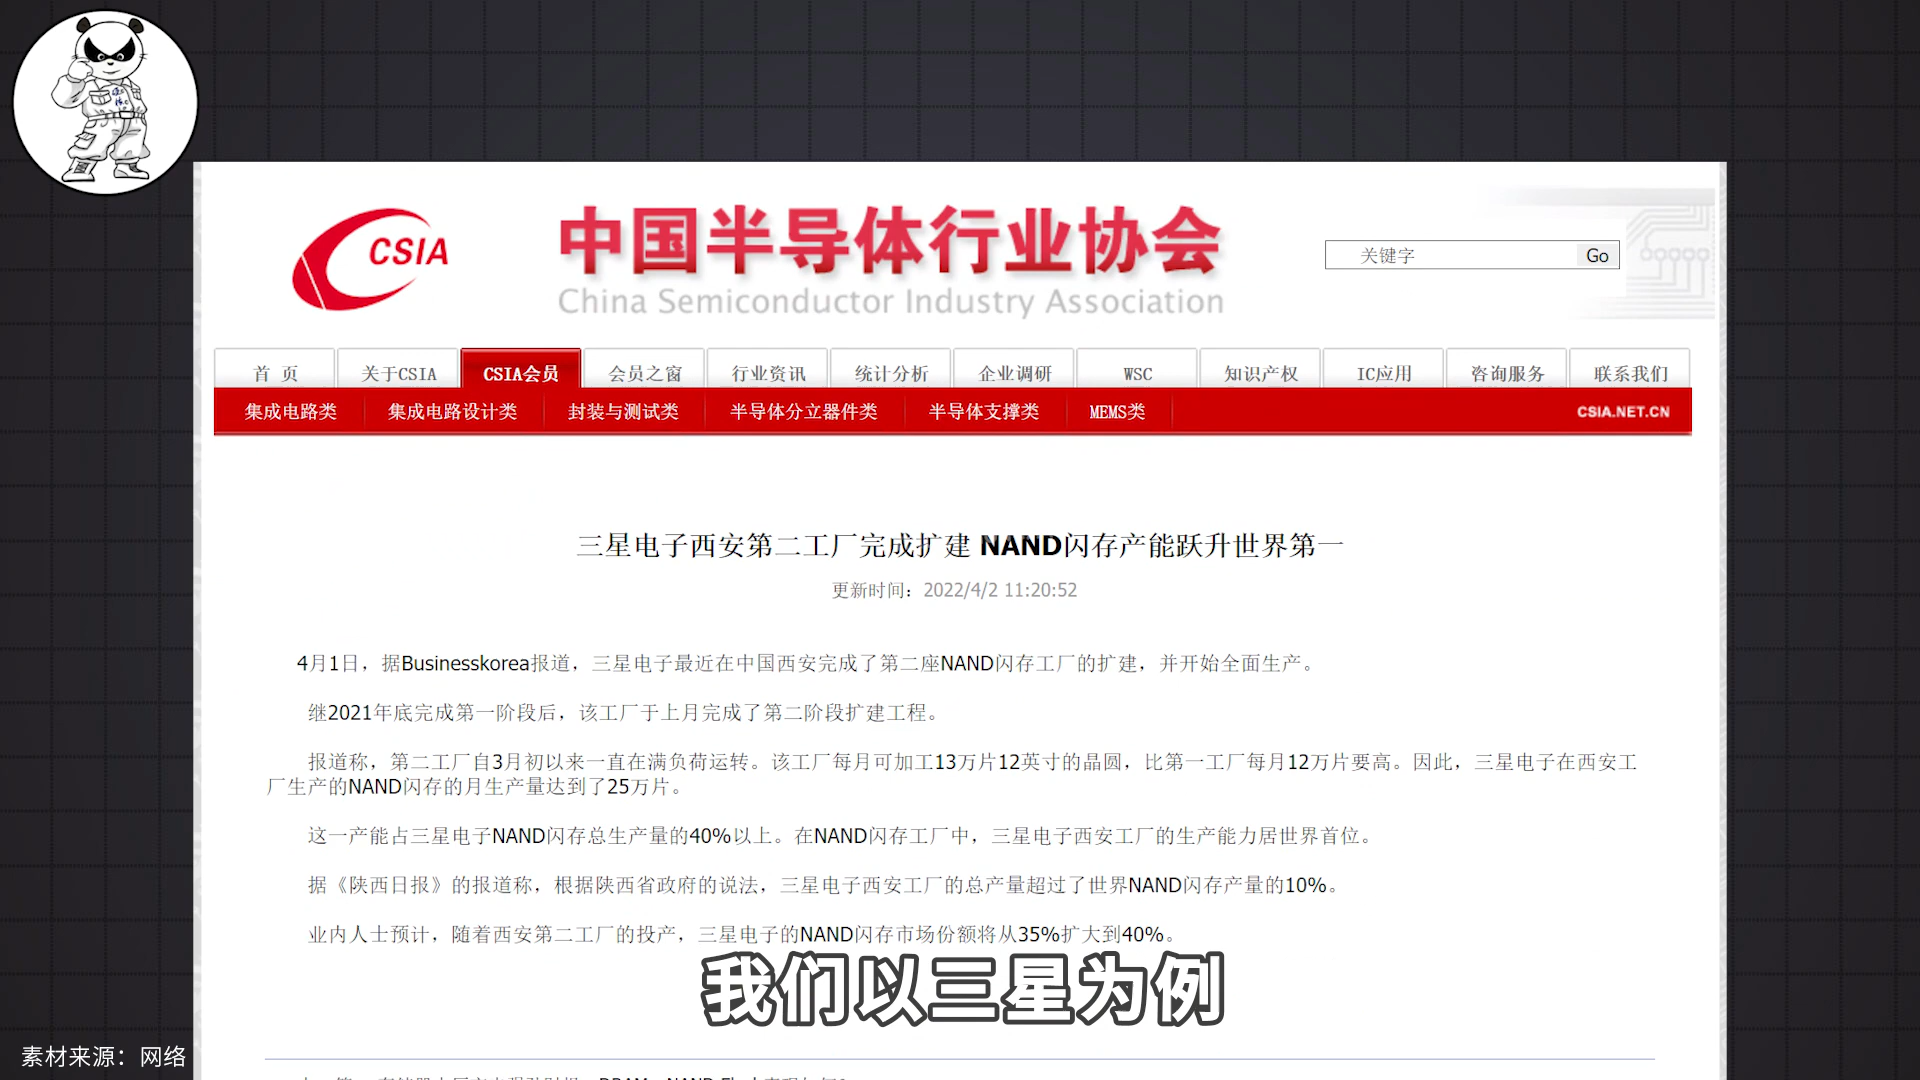 CSIA
中国半导体行业协会
China Semiconductor Industry Association
关键字 Go
首 页 关于CSIA CSIA会员 会员之窗 行业资讯 统计分析 企业调研 WSC 知识产权 IC应用 咨询服务 联系我们
集成电路类 集成电路设计类 封装与测试类 半导体分立器件类 半导体支撑类 MEMS类 CSIA.NET.CN
三星电子西安第二工厂完成扩建 NAND闪存产能跃升世界第一
更新时间：2022/4/2 11:20:52
4月1日，据Businesskorea报道，三星电子最近在中国西安完成了第二座NAND闪存工厂的扩建，并开始全面生产。
继2021年底完成第一阶段后，该工厂于上月完成了第二阶段扩建工程。
报道称，第二工厂自3月初以来一直在满负荷运转。该工厂每月可加工13万片12英寸的晶圆，比第一工厂每月12万片要高。因此，三星电子在西安工
厂生产的NAND闪存的月生产量达到了25万片。
这一产能占三星电子NAND闪存总生产量的40%以上。在NAND闪存工厂中，三星电子西安工厂的生产能力居世界首位。
据《陕西日报》的报道称，根据陕西省政府的说法，三星电子西安工厂的总产量超过了世界NAND闪存产量的10%。
业内人士预计，随着西安第二工厂的投产，三星电子的NAND闪存市场份额将从35%扩大到40%。
我们以三星为例
素材来源：网络